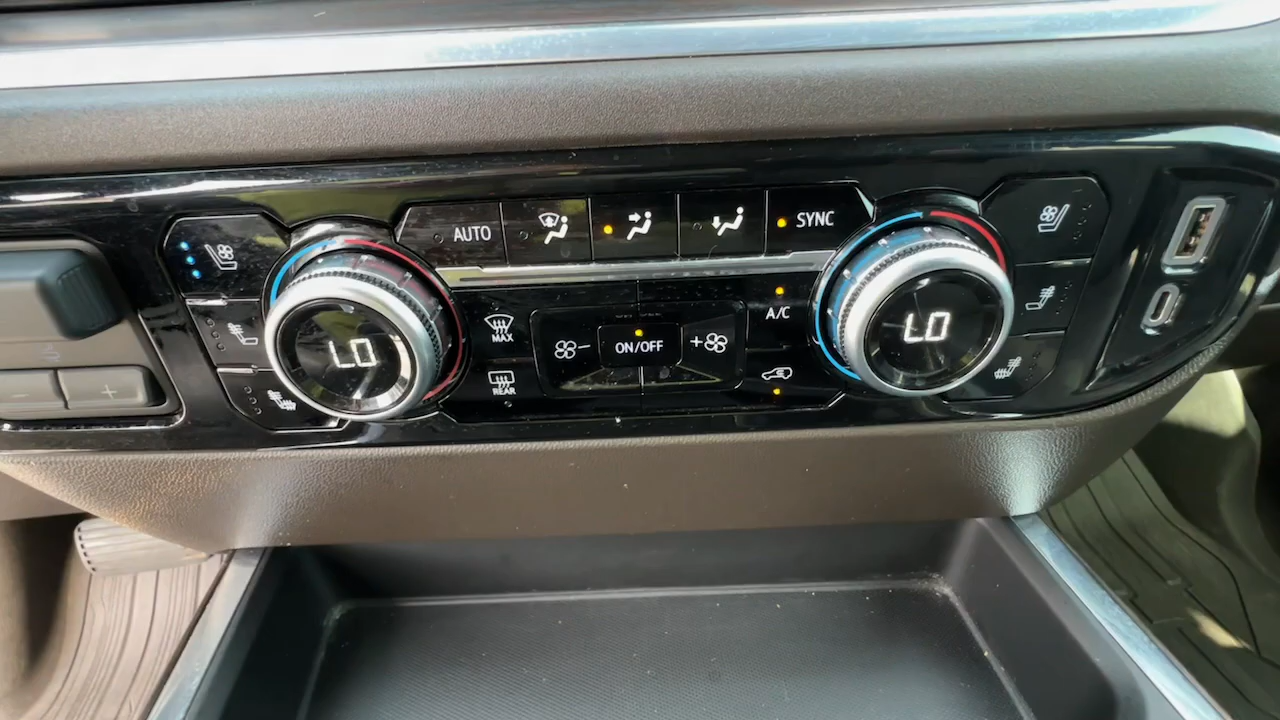 AUTO
SYNC
A/C
MAX
ON/OFF
LO
LO
REAR
- +